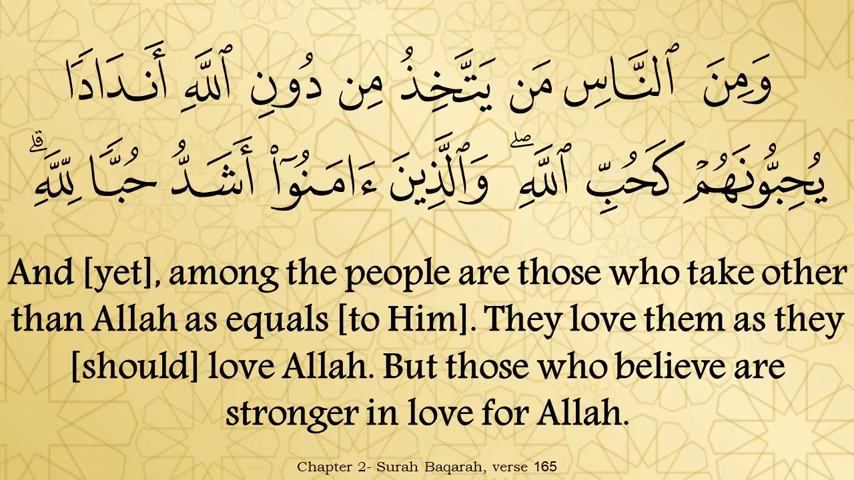 وَمِنَ ٱلنَّاسِ مَن يَتَّخِذُ مِن دُونِ ٱللَّهِ أَندَادًا
يُحِبُّونَهُمْ كَحُبِّ ٱللَّهِ ۖ وَٱلَّذِينَ ءَامَنُوٓا۟ أَشَدُّ حُبًّا لِلَّهِ ۗ
And [yet], among the people are those who take other
than Allah as equals [to Him]. They love them as they
[should] love Allah. But those who believe are
stronger in love for Allah.
Chapter 2- Surah Baqarah, verse 165